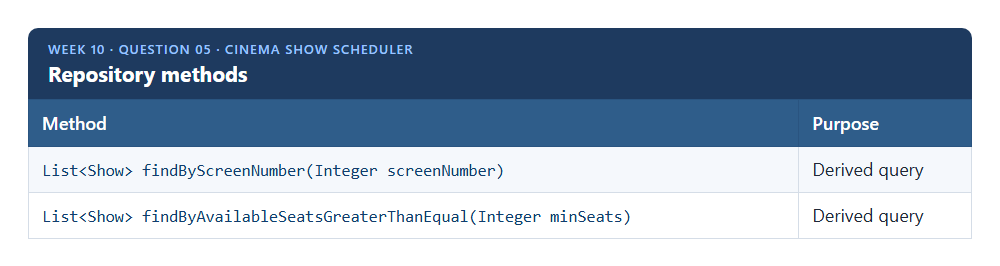 WEEK 10 · QUESTION 05 · CINEMA SHOW SCHEDULER
Repository methods
Method Purpose
List<Show> findByScreenNumber(Integer screenNumber) Derived query
List<Show> findByAvailableSeatsGreaterThanEqual(Integer minSeats) Derived query